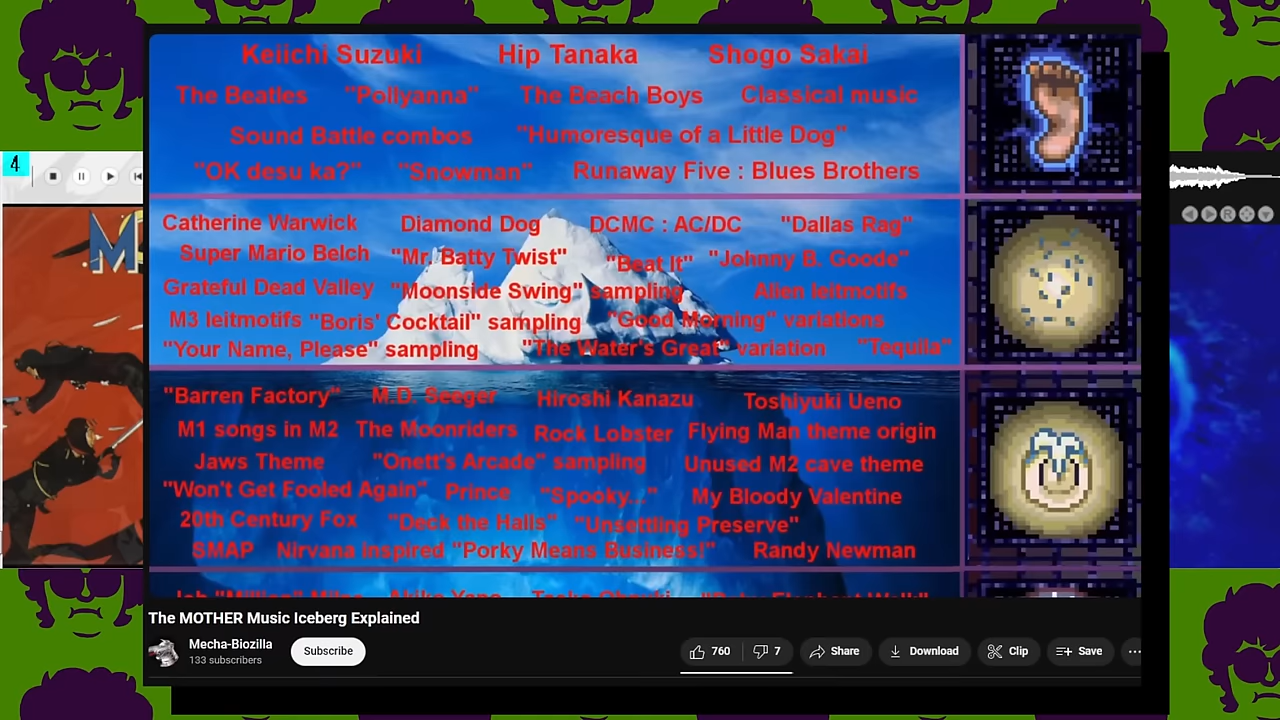 Keiichi Suzuki Hip Tanaka Shogo Sakai
The Beatles "Pollyanna" The Beach Boys Classical music
Sound Battle combos "Humoresque of a Little Dog"
"OK desu ka?" "Snowman" Runaway Five : Blues Brothers
4
Catherine Warwick Diamond Dog DCMC : AC/DC "Dallas Rag"
Super Mario Belch "Mr. Batty Twist" "Beat It" "Johnny B. Goode"
Grateful Dead Valley "Moonside Swing" sampling Alien leitmotifs
M3 leitmotifs "Boris' Cocktail" sampling "Good Morning" variations
"Your Name, Please" sampling "The Water's Great" variation "Tequila"
"Barren Factory" M.D. Seeger Hiroshi Kanazu Toshiyuki Ueno
M1 songs in M2 The Moonriders Rock Lobster Flying Man theme origin
Jaws Theme "Onett's Arcade" sampling Unused M2 cave theme
"Won't Get Fooled Again" Prince "Spooky..." My Bloody Valentine
20th Century Fox "Deck the Halls" "Unsettling Preserve"
SMAP Nirvana inspired "Porky Means Business!" Randy Newman
The MOTHER Music Iceberg Explained
Mecha-Biozilla
133 subscribers
Subscribe
760 7 Share Download Clip Save